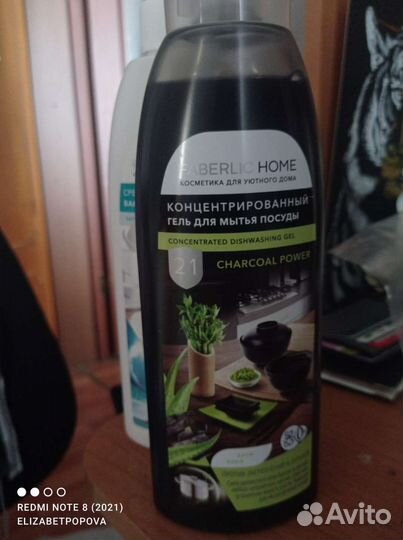 FABERLIC HOME
КОСМЕТИКА ДЛЯ УЮТНОГО ДОМА
КОНЦЕНТРИРОВАННЫЙ
ГЕЛЬ ДЛЯ МЫТЬЯ ПОСУДЫ
CONCENTRATED DISHWASHING GEL
21
CHARCOAL POWER
REDMI NOTE 8 (2021)
ELIZABETPOPOVA
Avito